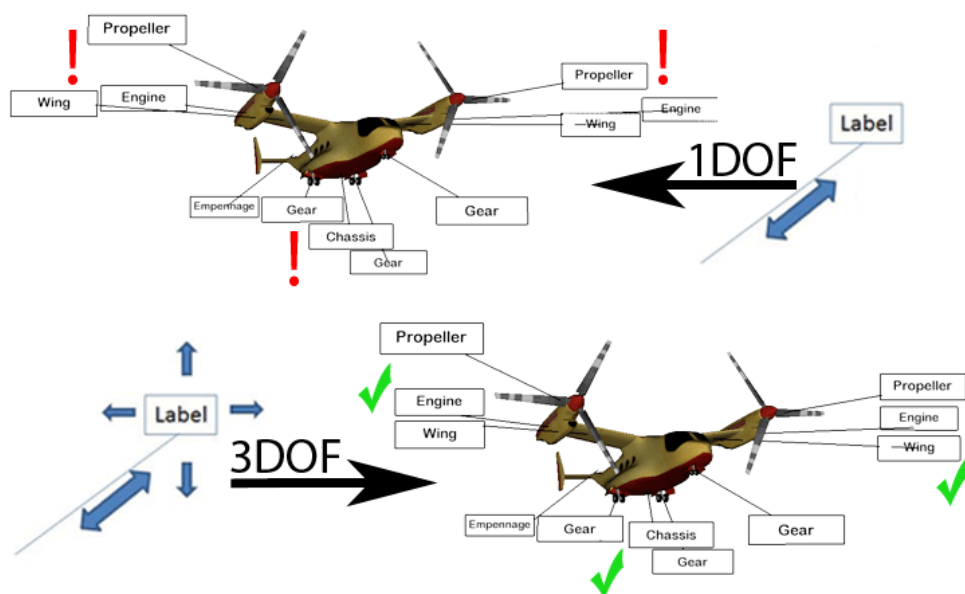 Propeller
Propeller
Wing
Engine
Engine
Wing
Label
1DOF
Empennage
Gear
Gear
Chassis
Gear
Propeller
Propeller
Engine
Label
Engine
Wing
Wing
3DOF
Empennage
Gear
Chassis
Gear
Gear